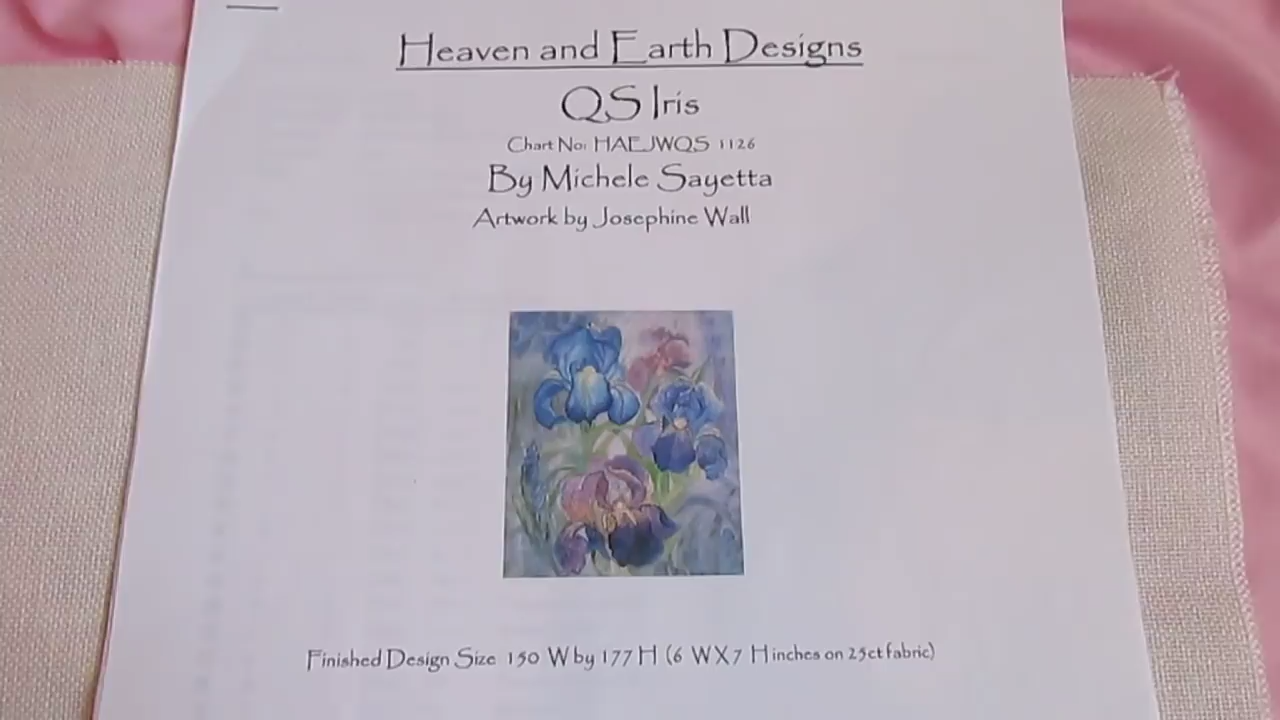 Heaven and Earth Designs
QS Iris
Chart No: HAEJWQS 1126
By Michele Sayetta
Artwork by Josephine Wall
Finished Design Size 150 W by 177 H (6 W X 7 H inches on 25ct fabric)